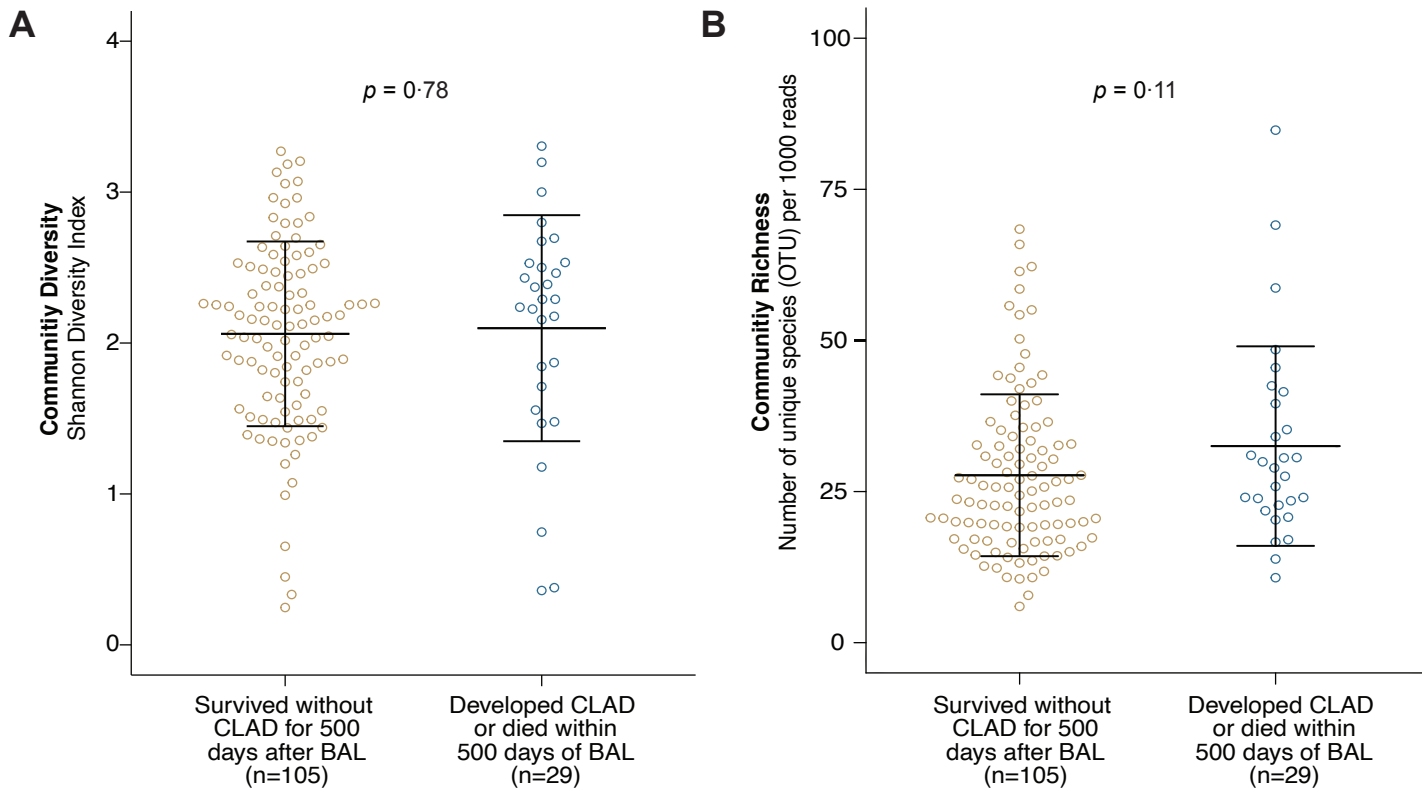 A
Communtiy Diversity
Shannon Diversity Index
4
3
2
1
0
p = 0·78
Survived without
CLAD for 500
days after BAL
(n=105)
Developed CLAD
or died within
500 days of BAL
(n=29)
B
Communitiy Richness
Number of unique species (OTU) per 1000 reads
100
75
50
25
0
p = 0·11
Survived without
CLAD for 500
days after BAL
(n=105)
Developed CLAD
or died within
500 days of BAL
(n=29)